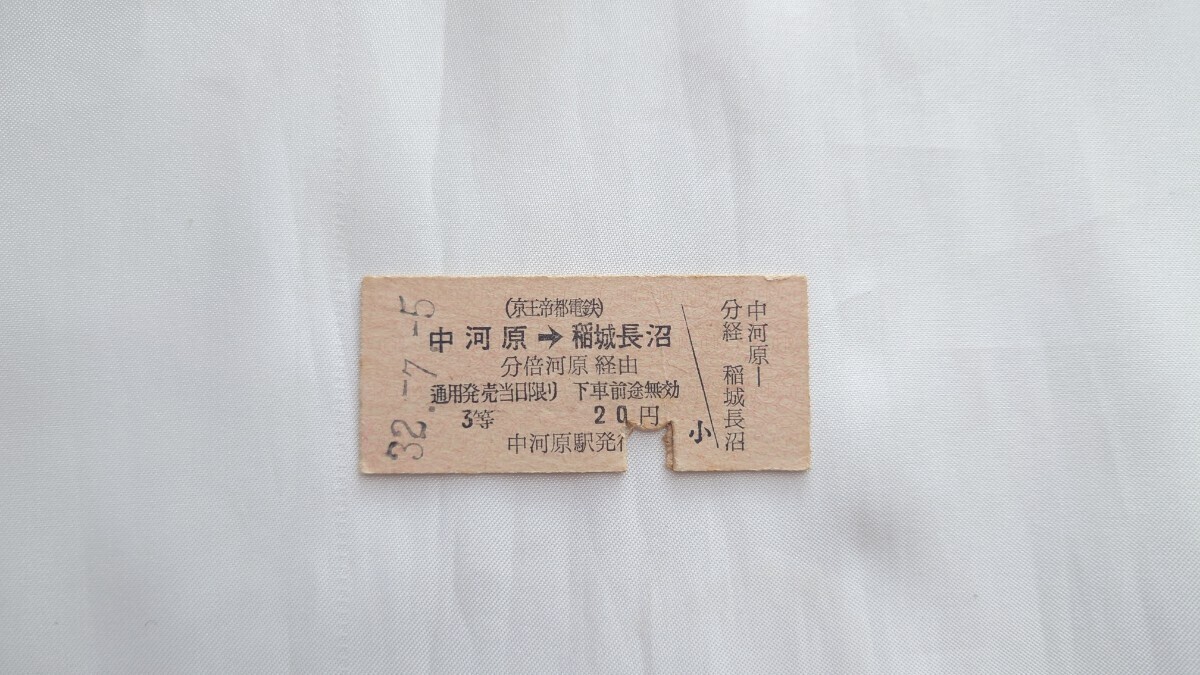 32.-7.-5
(京王帝都電鉄)
中河原→稲城長沼
分倍河原 経由
通用発売当日限り 下車前途無効
3等 20円
中河原駅発行
小
中河原ー
分経 稲城長沼